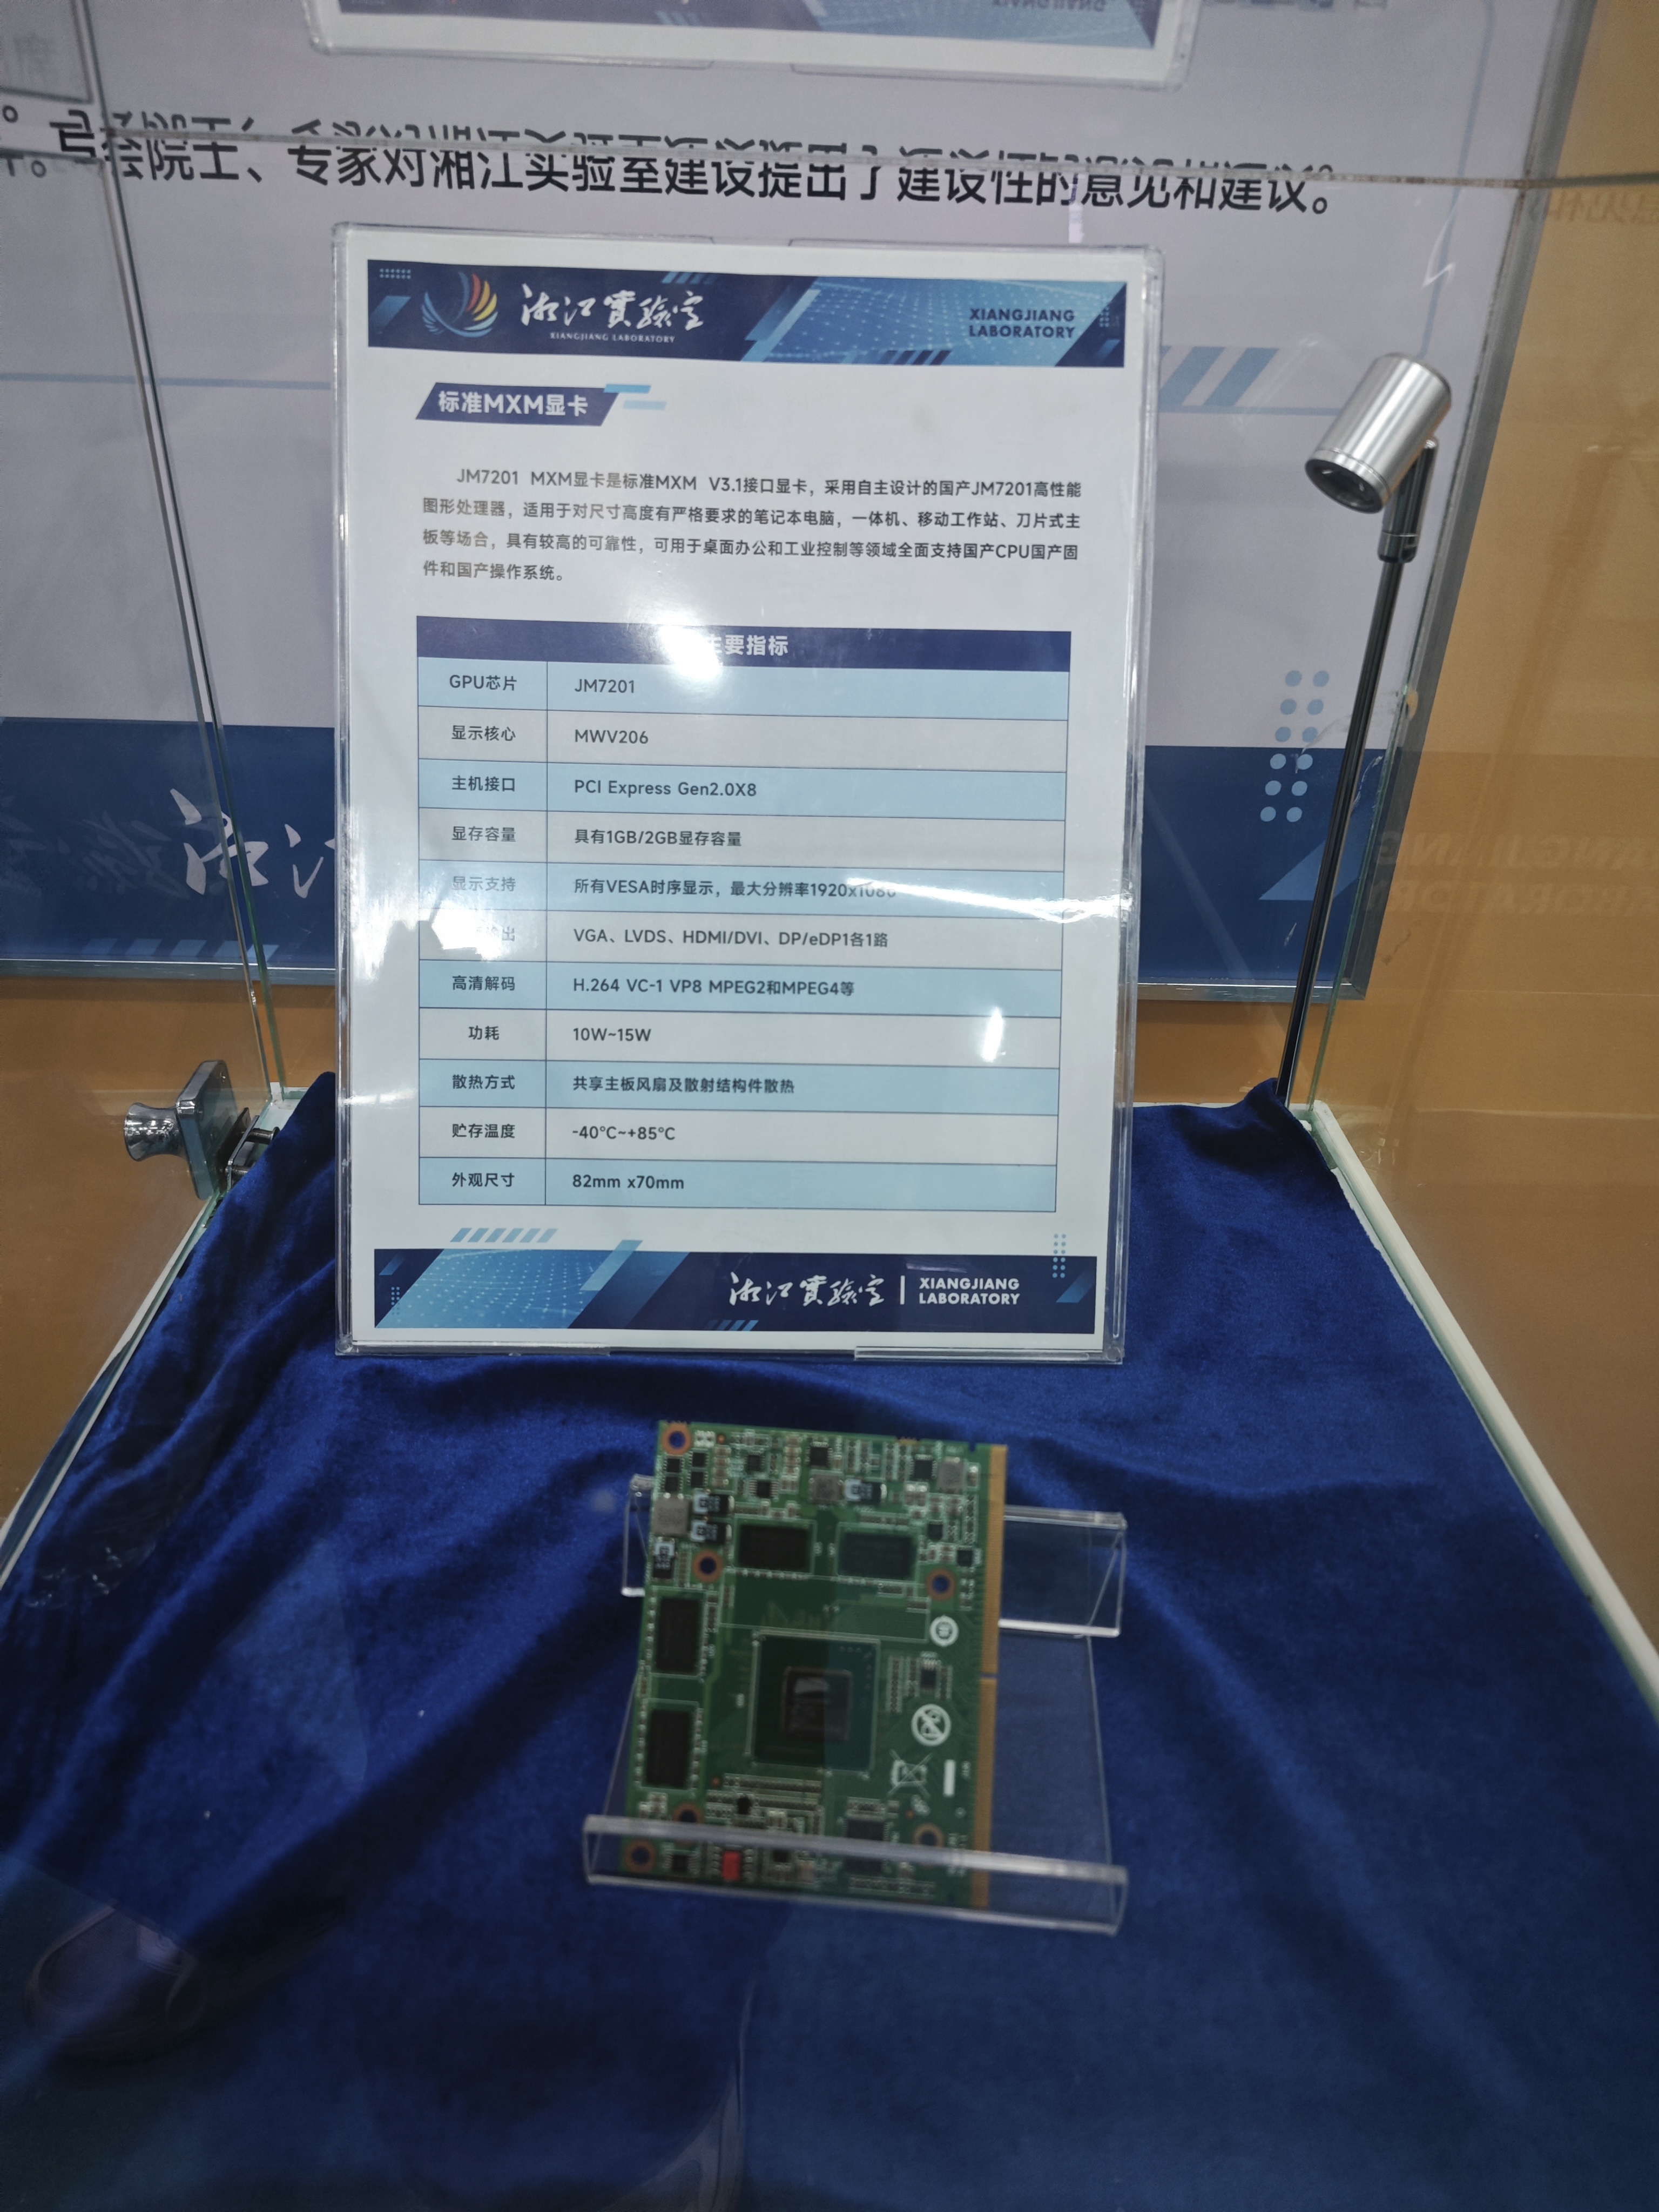 会院士、专家对湘江实验室建设提出了建设性的意见和建议。
湘江實驗室
XIANGJIANG LABORATORY
XIANGJIANG
LABORATORY
标准MXM显卡
JM7201 MXM显卡是标准MXM V3.1接口显卡，采用自主设计的国产JM7201高性能
图形处理器，适用于对尺寸高度有严格要求的笔记本电脑，一体机、移动工作站、刀片式主
板等场合，具有较高的可靠性，可用于桌面办公和工业控制等领域全面支持国产CPU国产固
件和国产操作系统。
主要指标
GPU芯片 JM7201
显示核心 MWV206
主机接口 PCI Express Gen2.0X8
显存容量 具有1GB/2GB显存容量
显示支持 所有VESA时序显示，最大分辨率1920x1080
输出 VGA、LVDS、HDMI/DVI、DP/eDP1各1路
高清解码 H.264 VC-1 VP8 MPEG2和MPEG4等
功耗 10W~15W
散热方式 共享主板风扇及散射结构件散热
贮存温度 -40°C~+85°C
外观尺寸 82mm x70mm
湘江實驗室
XIANGJIANG
LABORATORY